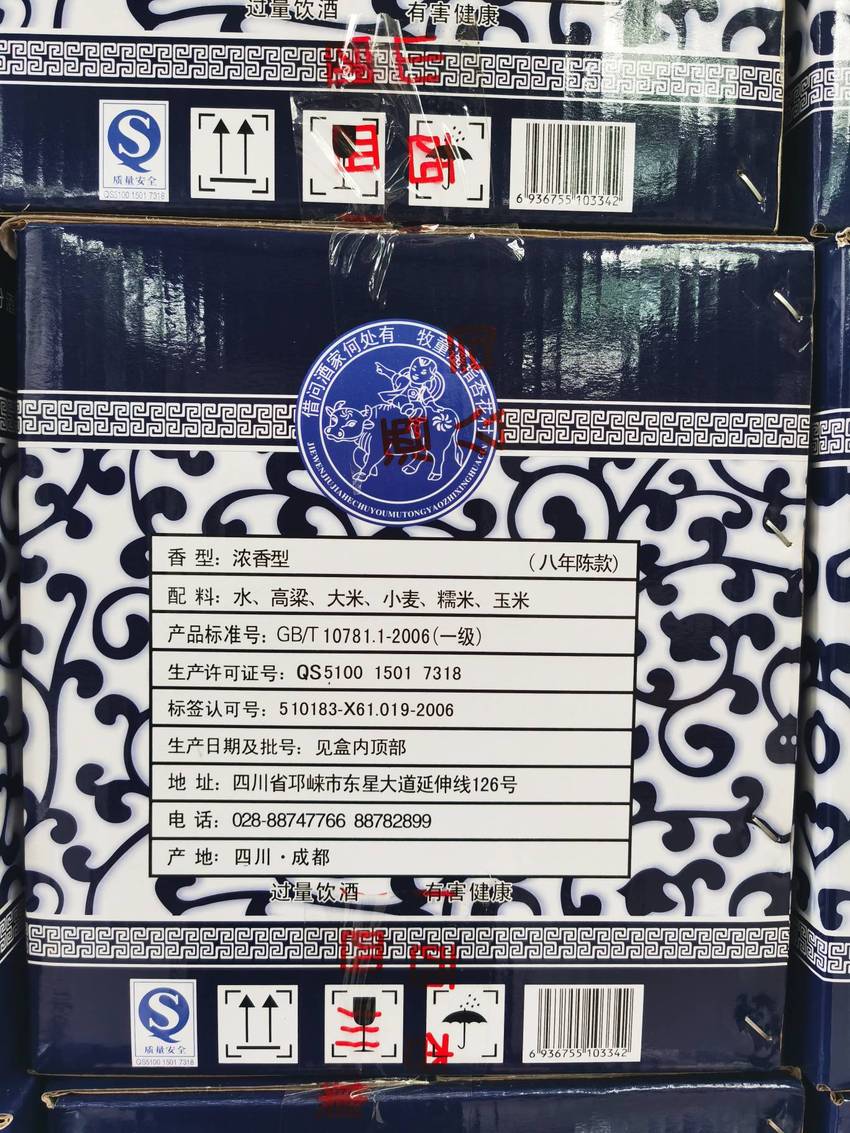 过量饮酒 有害健康
质量安全
QS5100 1501 7318
6 936755 103342
借问酒家何处有 牧童
JIEWENJIUJIAHECHUYOUMUTONGYAOZHIXINGHUA
香 型：浓香型 （八年陈款）
配 料：水、高粱、大米、小麦、糯米、玉米
产品标准号：GB/T 10781.1-2006(一级)
生产许可证号：QS5100 1501 7318
标签认可号：510183-X61.019-2006
生产日期及批号：见盒内顶部
地 址：四川省邛崃市东星大道延伸线126号
电 话：028-88747766 88782899
产 地：四川·成都
过量饮酒 有害健康
质量安全
QS5100 1501 7318
6 936755 103342